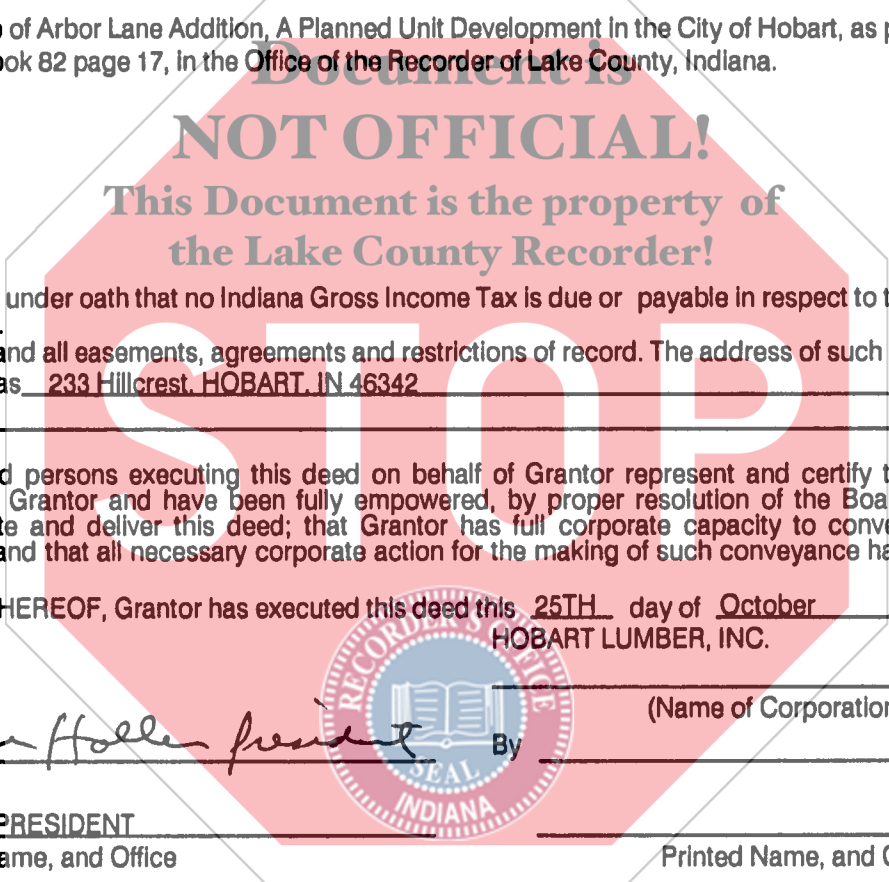 of Arbor Lane Addition, A Planned Unit Development in the City of Hobart, as p
ok 82 page 17, in the Office of the Recorder of Lake County, Indiana.
Document is
NOT OFFICIAL!
This Document is the property of
the Lake County Recorder!
under oath that no Indiana Gross Income Tax is due or payable in respect to t
and all easements, agreements and restrictions of record. The address of such
as 233 Hillcrest, HOBART, IN 46342
STOP
d persons executing this deed on behalf of Grantor represent and certify t
Grantor and have been fully empowered, by proper resolution of the Boa
te and deliver this deed; that Grantor has full corporate capacity to conv
and that all necessary corporate action for the making of such conveyance ha
HEREOF, Grantor has executed this deed this 25TH day of October
HOBART LUMBER, INC.
(Name of Corporation
Holler President By
RECORDER'S OFFICE
SEAL
INDIANA
PRESIDENT
ame, and Office Printed Name, and O